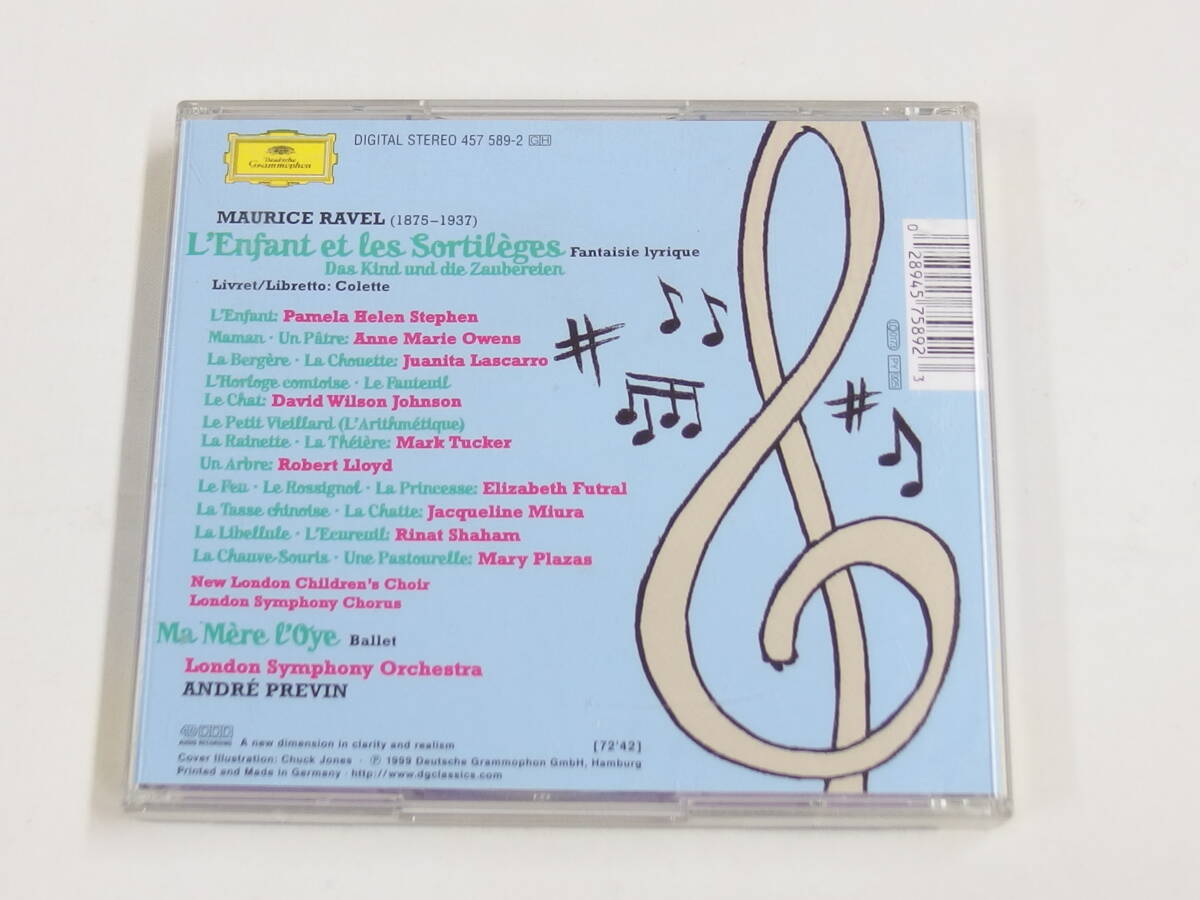 Deutsche
Grammophon
DIGITAL STEREO 457 589-2 GH
MAURICE RAVEL (1875–1937)
L'Enfant et les Sortilèges Fantaisie lyrique
Das Kind und die Zaubereien
Livret/Libretto: Colette
L'Enfant: Pamela Helen Stephen
Maman · Un Pâtre: Anne Marie Owens
La Bergère · La Chouette: Juanita Lascarro
L'Horloge comtoise · Le Fauteuil
Le Chat: David Wilson Johnson
Le Petit Vieillard (L'Arithmétique)
La Rainette · La Théière: Mark Tucker
Un Arbre: Robert Lloyd
Le Feu · Le Rossignol · La Princesse: Elizabeth Futral
La Tasse chinoise · La Chatte: Jacqueline Miura
La Libellule · L'Ecureuil: Rinat Shaham
La Chauve-Souris · Une Pastourelle: Mary Plazas
New London Children's Choir
London Symphony Chorus
Ma Mère l'Oye Ballet
London Symphony Orchestra
ANDRÉ PREVIN
4D DDD
AUDIO RECORDING A new dimension in clarity and realism [72'42]
Cover Illustration: Chuck Jones · ℗ 1999 Deutsche Grammophon GmbH, Hamburg
Printed and Made in Germany · http://www.dgclassics.com
0 28945 75892 3